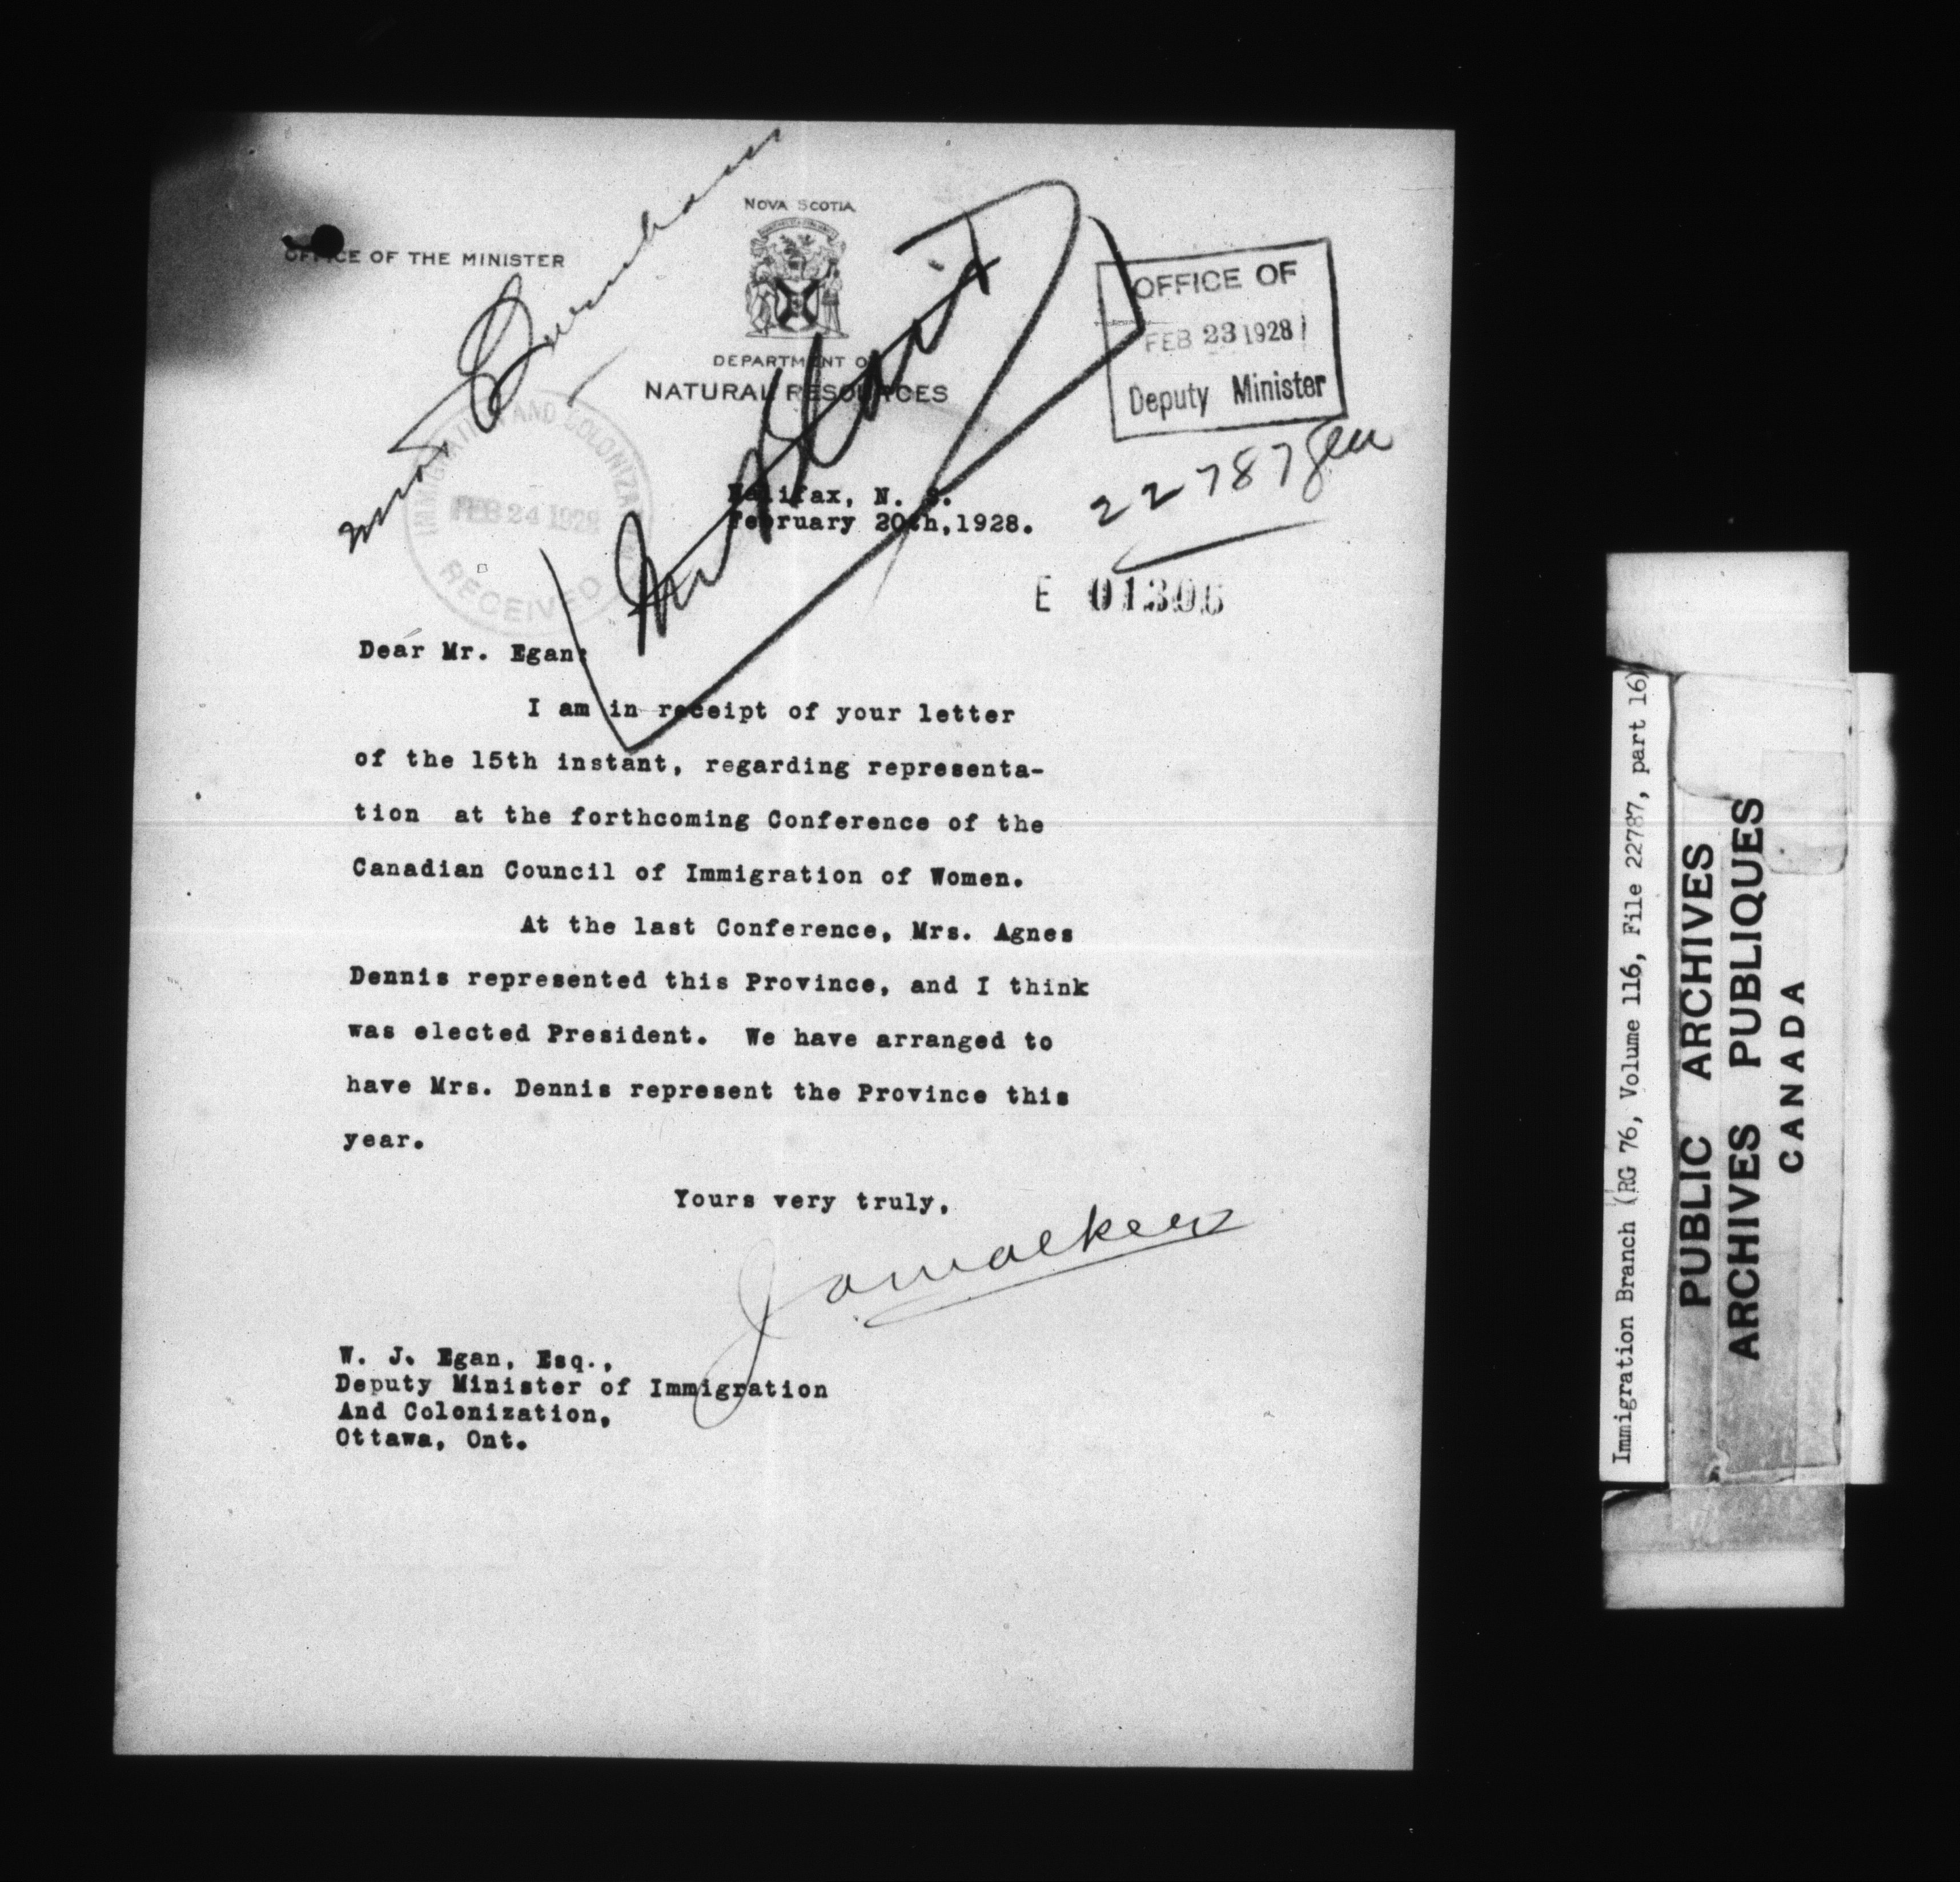 NOVA SCOTIA
OFFICE OF THE MINISTER
DEPARTMENT OF
NATURAL RESOURCES
OFFICE OF
FEB 23 1928
Deputy Minister
22787
IMMIGRATION AND COLONIZATION
FEB 24 1928
RECEIVED
E 01306
Halifax, N. S.
February 20th,1928.
Dear Mr. Egan:
I am in receipt of your letter
of the 15th instant, regarding representa-
tion at the forthcoming Conference of the
Canadian Council of Immigration of Women.
At the last Conference, Mrs. Agnes
Dennis represented this Province, and I think
was elected President. We have arranged to
have Mrs. Dennis represent the Province this
year.
Yours very truly,
W. J. Egan, Esq.,
Deputy Minister of Immigration
And Colonization,
Ottawa, Ont.
Immigration Branch (RG 76, Volume 116, File 22787, part 16)
PUBLIC ARCHIVES
ARCHIVES PUBLIQUES
CANADA